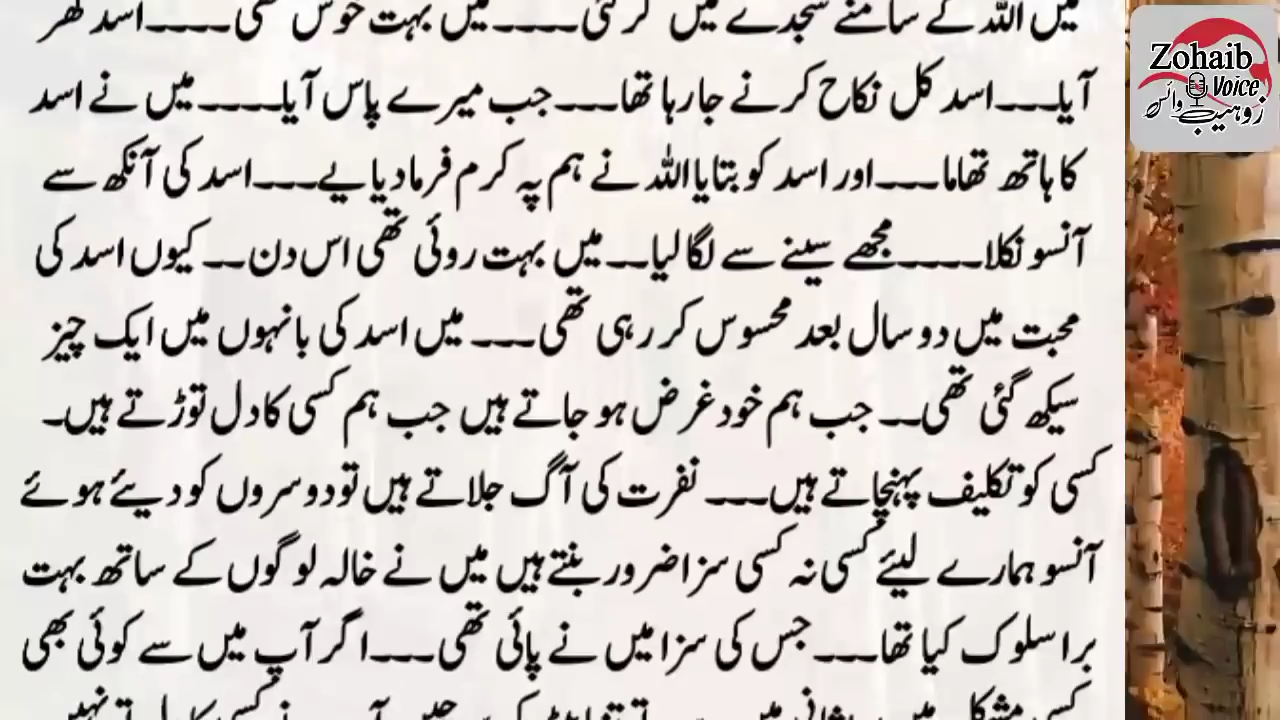 میں اللہ کے سامنے سجدے میں گر گئی۔۔۔۔میں بہت خوش تھی۔۔۔۔اسد گھر
آیا۔۔۔اسد کل نکاح کرنے جا رہا تھا۔۔۔جب میرے پاس آیا۔۔۔۔میں نے اسد
کا ہاتھ تھاما۔۔۔اور اسد کو بتایا اللہ نے ہم پہ کرم فرما دیا ہے۔۔۔اسد کی آنکھ سے
آنسو نکلا۔۔۔۔مجھے سینے سے لگا لیا۔۔میں بہت روئی تھی اس دن۔۔ کیوں اسد کی
محبت میں دو سال بعد محسوس کر رہی تھی۔۔۔ میں اسد کی بانہوں میں ایک چیز
سیکھ گئی تھی۔۔ جب ہم خود غرض ہو جاتے ہیں جب ہم کسی کا دل توڑتے ہیں۔
کسی کو تکلیف پہنچاتے ہیں۔۔۔ نفرت کی آگ جلاتے ہیں تو دوسروں کو دیئے ہوئے
آنسو ہمارے لیئے کسی نہ کسی سزا ضرور بنتے ہیں میں نے خالہ لوگوں کے ساتھ بہت
برا سلوک کیا تھا۔۔۔ جس کی سزا میں نے پائی تھی۔۔۔اگر آپ میں سے کوئی بھی
Zohaib
Voice
زوہیب وائس